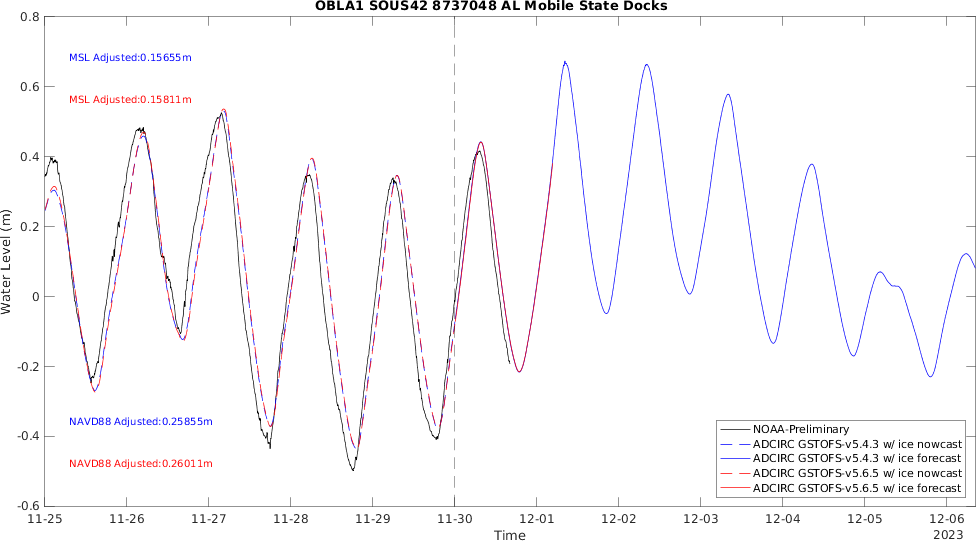 OBLA1 SOUS42 8737048 AL Mobile State Docks
0.8
0.6
0.4
0.2
0
-0.2
-0.4
-0.6
Water Level (m)
MSL Adjusted:0.15655m
MSL Adjusted:0.15811m
NAVD88 Adjusted:0.25855m
NAVD88 Adjusted:0.26011m
NOAA-Preliminary
ADCIRC GSTOFS-v5.4.3 w/ ice nowcast
ADCIRC GSTOFS-v5.4.3 w/ ice forecast
ADCIRC GSTOFS-v5.6.5 w/ ice nowcast
ADCIRC GSTOFS-v5.6.5 w/ ice forecast
11-25 11-26 11-27 11-28 11-29 11-30 12-01 12-02 12-03 12-04 12-05 12-06
Time
2023